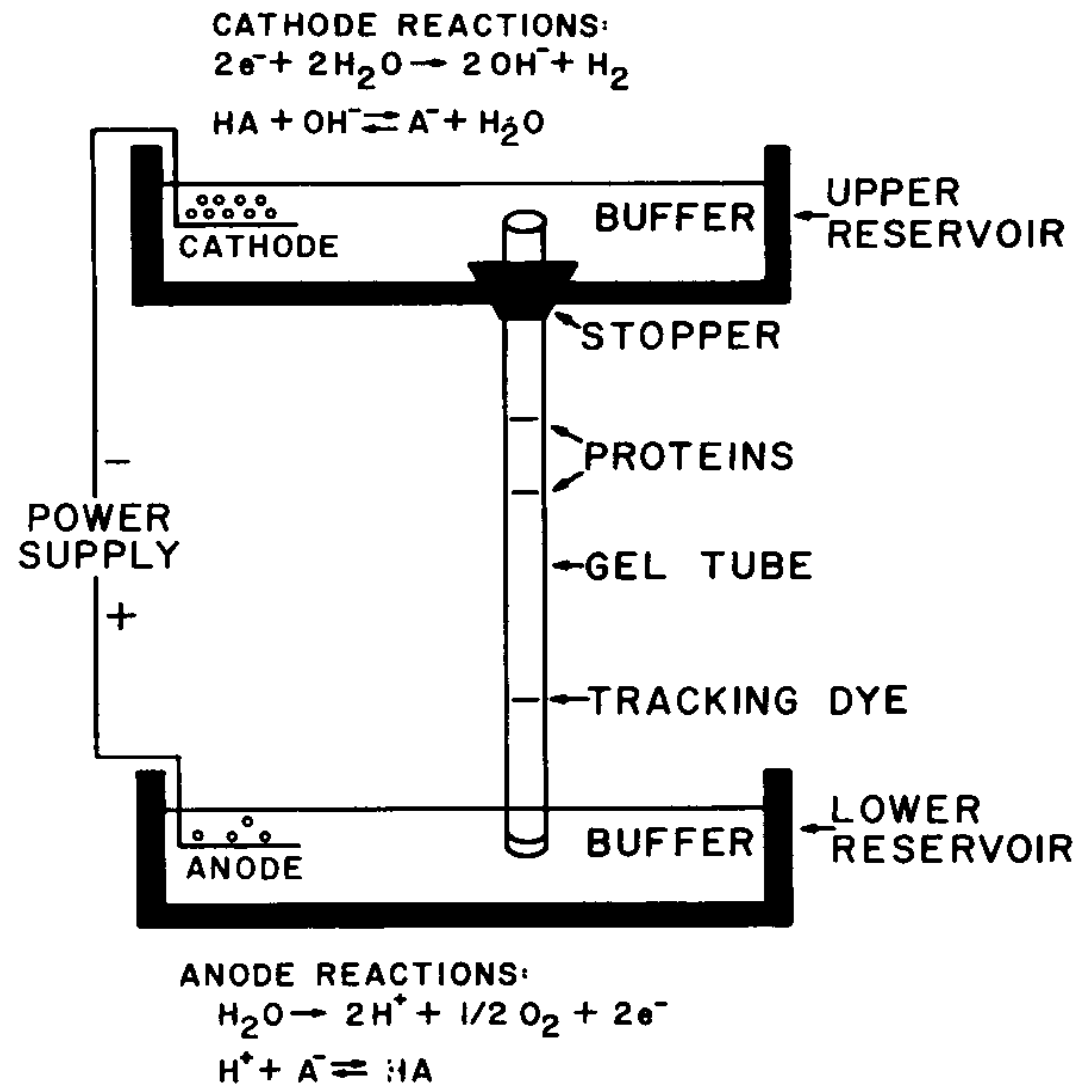 CATHODE REACTIONS:
2e⁻ + 2H₂O → 2OH⁻ + H₂
HA + OH⁻ ⇌ A⁻ + H₂O
UPPER
RESERVOIR
BUFFER
CATHODE
STOPPER
PROTEINS
−
POWER
SUPPLY
+
GEL TUBE
TRACKING DYE
LOWER
RESERVOIR
BUFFER
ANODE
ANODE REACTIONS:
H₂O → 2H⁺ + 1/2 O₂ + 2e⁻
H⁺ + A⁻ ⇌ HA